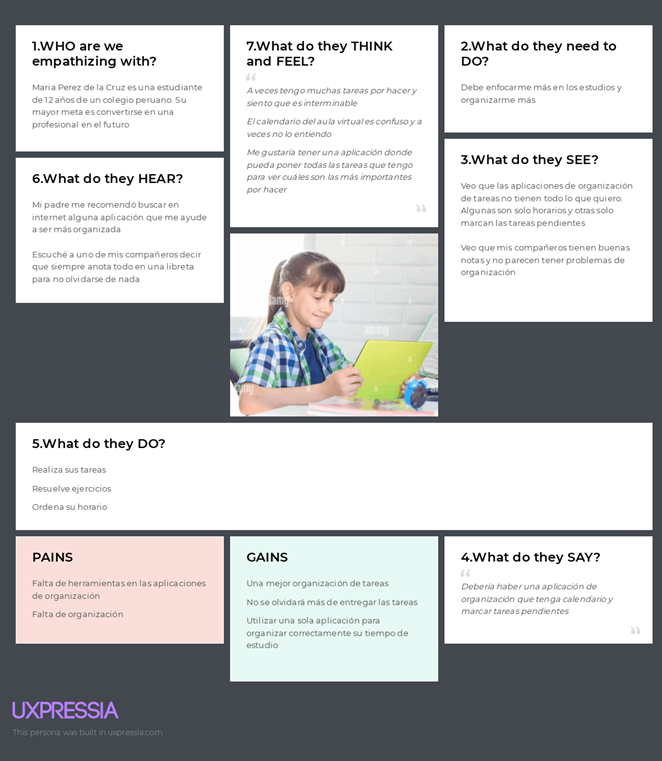 1.WHO are we
empathizing with?
Maria Perez de la Cruz es una estudiante
de 12 años de un colegio peruano. Su
mayor meta es convertirse en una
profesional en el futuro
6.What do they HEAR?
Mi padre me recomendó buscar en
internet alguna aplicación que me ayude
a ser más organizada
Escuché a uno de mis compañeros decir
que siempre anota todo en una libreta
para no olvidarse de nada
7.What do they THINK
and FEEL?
“
A veces tengo muchas tareas por hacer y
siento que es interminable
El calendario del aula virtual es confuso y a
veces no lo entiendo
Me gustaría tener una aplicación donde
pueda poner todas las tareas que tengo
para ver cuáles son las más importantes
por hacer
”
alamy
alamy
alamy
2.What do they need to
DO?
Debe enfocarme más en los estudios y
organizarme más
3.What do they SEE?
Veo que las aplicaciones de organización
de tareas no tienen todo lo que quiero.
Algunas son solo horarios y otras solo
marcan las tareas pendientes
Veo que mis compañeros tienen buenas
notas y no parecen tener problemas de
organización
5.What do they DO?
Realiza sus tareas
Resuelve ejercicios
Ordena su horario
PAINS
Falta de herramientas en las aplicaciones
de organización
Falta de organización
GAINS
Una mejor organización de tareas
No se olvidará más de entregar las tareas
Utilizar una sola aplicación para
organizar correctamente su tiempo de
estudio
4.What do they SAY?
“
Debería haber una aplicación de
organización que tenga calendario y
marcar tareas pendientes
”
UXPRESSIA
This persona was built in uxpressia.com